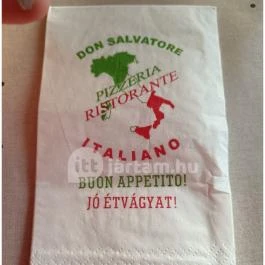 DON SALVATORE
PIZZERIA
RISTORANTE
ITALIANO
itt jártam.hu
BUON APPETITO!
JÓ ÉTVÁGYAT!